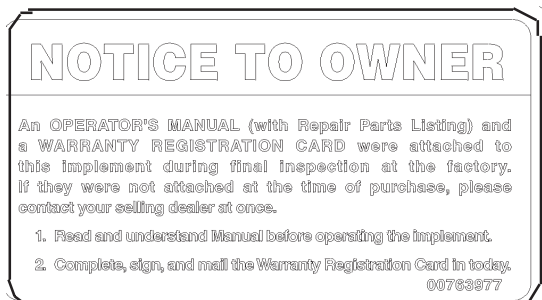 NOTICE TO OWNER
An OPERATOR'S MANUAL (with Repair Parts Listing) and
a WARRANTY REGISTRATION CARD were attached to
this implement during final inspection at the factory.
If they were not attached at the time of purchase, please
contact your selling dealer at once.
1. Read and understand Manual before operating the implement.
2. Complete, sign, and mail the Warranty Registration Card in today.
00763977